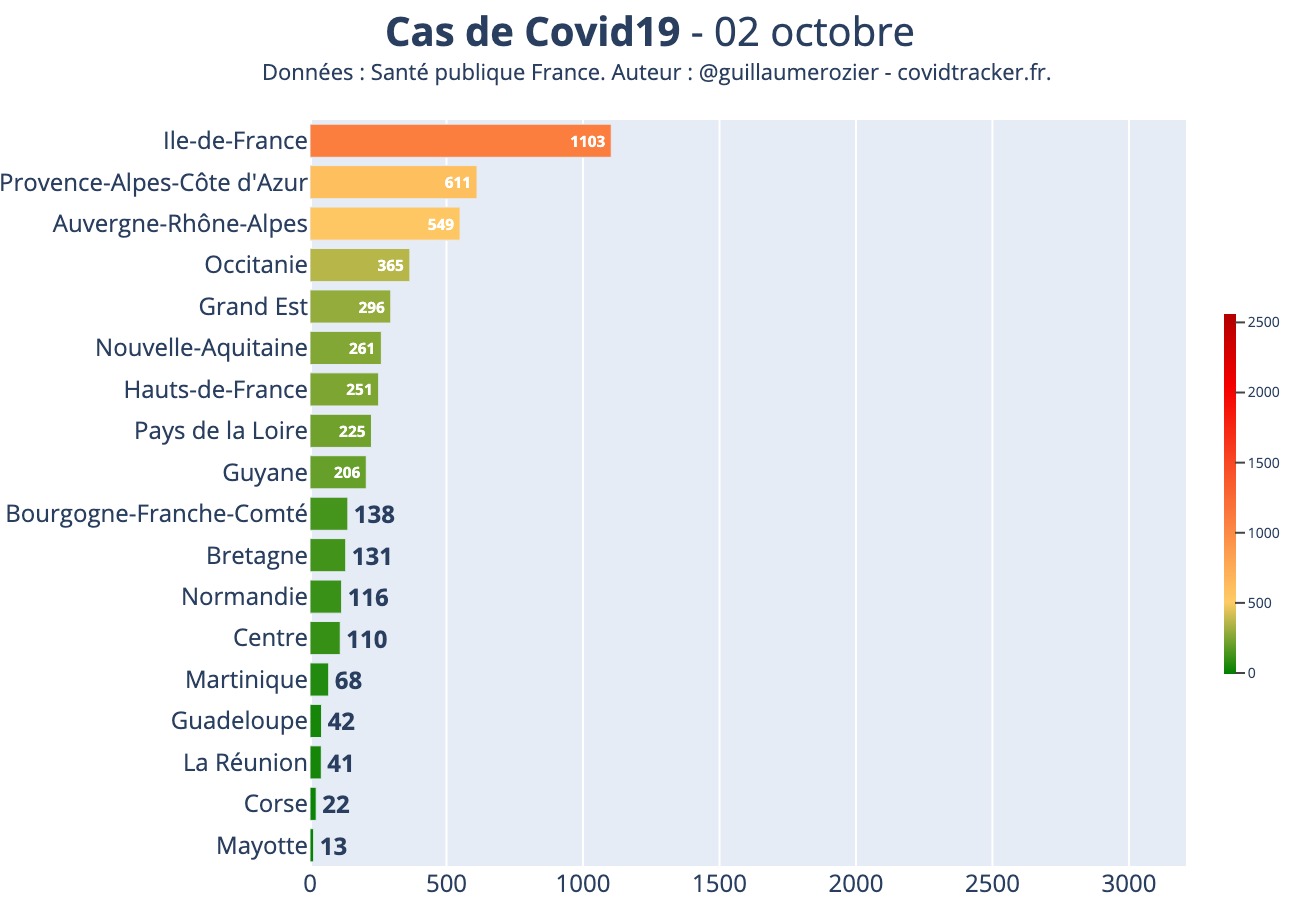 Cas de Covid19 - 02 octobre
Données : Santé publique France. Auteur : @guillaumerozier - covidtracker.fr.
Ile-de-France 1103
Provence-Alpes-Côte d'Azur 611
Auvergne-Rhône-Alpes 549
Occitanie 365
Grand Est 296
Nouvelle-Aquitaine 261
Hauts-de-France 251
Pays de la Loire 225
Guyane 206
Bourgogne-Franche-Comté 138
Bretagne 131
Normandie 116
Centre 110
Martinique 68
Guadeloupe 42
La Réunion 41
Corse 22
Mayotte 13
0 500 1000 1500 2000 2500 3000
2500
2000
1500
1000
500
0